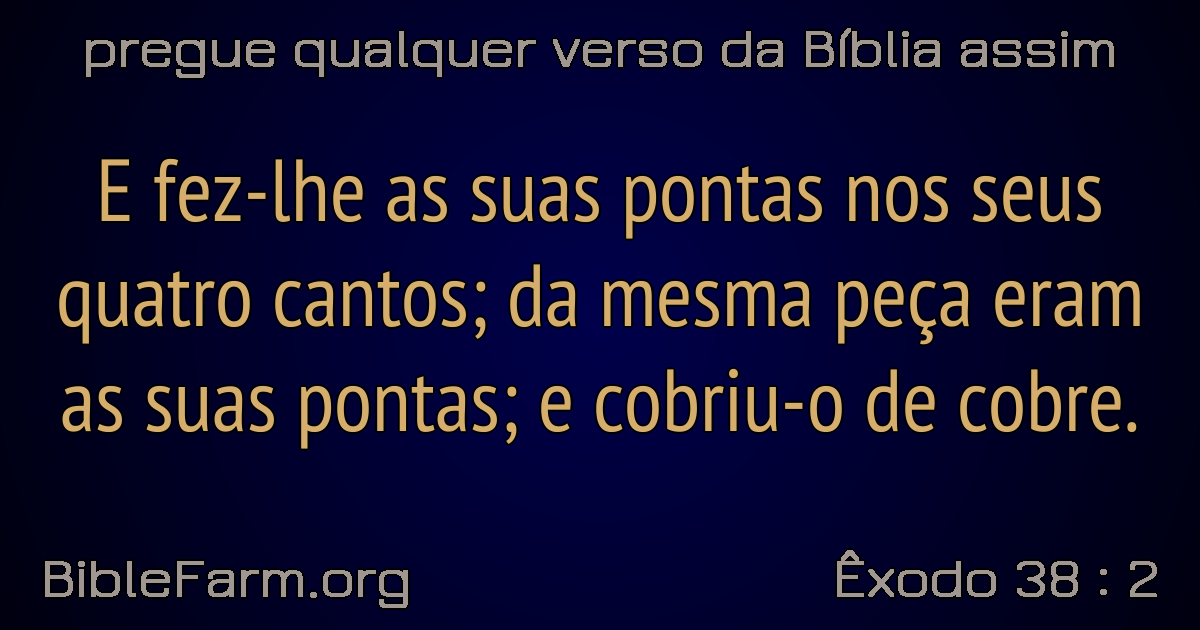 pregue qualquer verso da Bíblia assim
E fez-lhe as suas pontas nos seus
quatro cantos; da mesma peça eram
as suas pontas; e cobriu-o de cobre.
BibleFarm.org
Êxodo 38 : 2